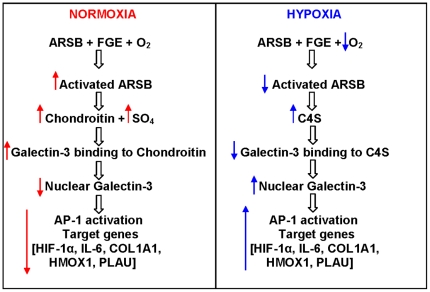 NORMOXIA
ARSB + FGE + O₂
Activated ARSB
Chondroitin + SO₄
Galectin-3 binding to Chondroitin
Nuclear Galectin-3
AP-1 activation
Target genes
[HIF-1α, IL-6, COL1A1,
HMOX1, PLAU]
HYPOXIA
ARSB + FGE + O₂
Activated ARSB
C4S
Galectin-3 binding to C4S
Nuclear Galectin-3
AP-1 activation
Target genes
[HIF-1α, IL-6, COL1A1,
HMOX1, PLAU]